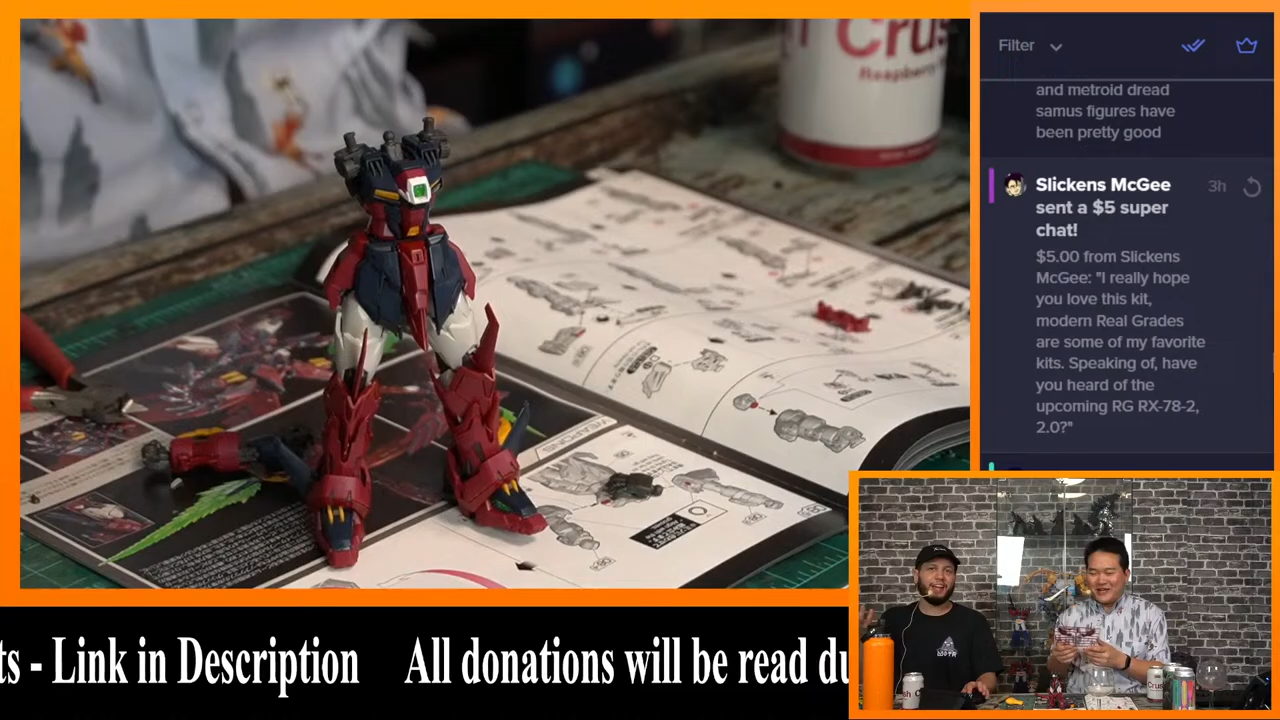 Crus
Raspberry
WEAPONS
Filter
and metroid dread
samus figures have
been pretty good
Slickens McGee
sent a $5 super
chat!
3h
$5.00 from Slickens
McGee: "I really hope
you love this kit,
modern Real Grades
are some of my favorite
kits. Speaking of, have
you heard of the
upcoming RG RX-78-2,
2.0?"
ts - Link in Description
All donations will be read du